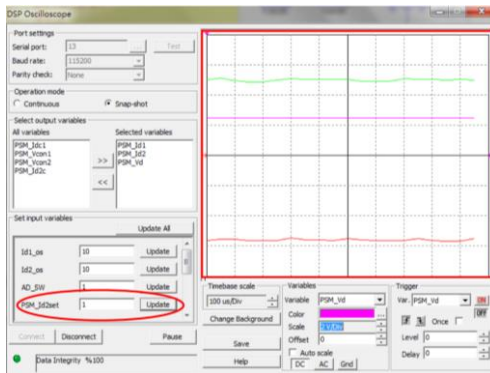 DSP Oscilloscope
Port settings
Serial port: 13 ... Test
Baud rate: 115200
Parity check: None
Operation mode
Continuous Snap-shot
Select output variables
All variables Selected variables
PSM_Idc1
PSM_Vcon1
PSM_Vcon2
PSM_Id2c
>>
<<
PSM_Id1
PSM_Id2
PSM_Vd
Set input variables
Update All
Id1_os 10 Update
Id2_os 10 Update
AD_SW 1 Update
PSM_Id2set 1 Update
Connect Disconnect Pause
Data Integrity %100
Timebase scale
100 us/Div
Change Background
Save
Help
Variables
Variable PSM_Vd
Color ...
Scale 2 V/Div
Offset 0
Auto scale
DC AC Gnd
Trigger
Var. PSM_Vd ON
OFF
Once
Level 0
Delay 0